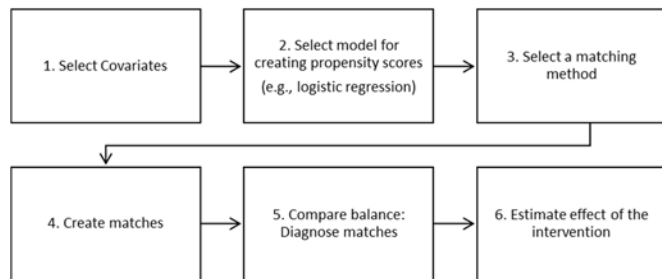 1. Select Covariates
2. Select model for
creating propensity scores
(e.g., logistic regression)
3. Select a matching
method
4. Create matches
5. Compare balance:
Diagnose matches
6. Estimate effect of the
intervention